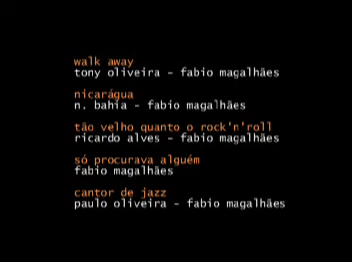 walk away
tony oliveira - fabio magalhães
nicarágua
n. bahia - fabio magalhães
tão velho quanto o rock'n'roll
ricardo alves - fabio magalhães
só procurava alguém
fabio magalhães
cantor de jazz
paulo oliveira - fabio magalhães